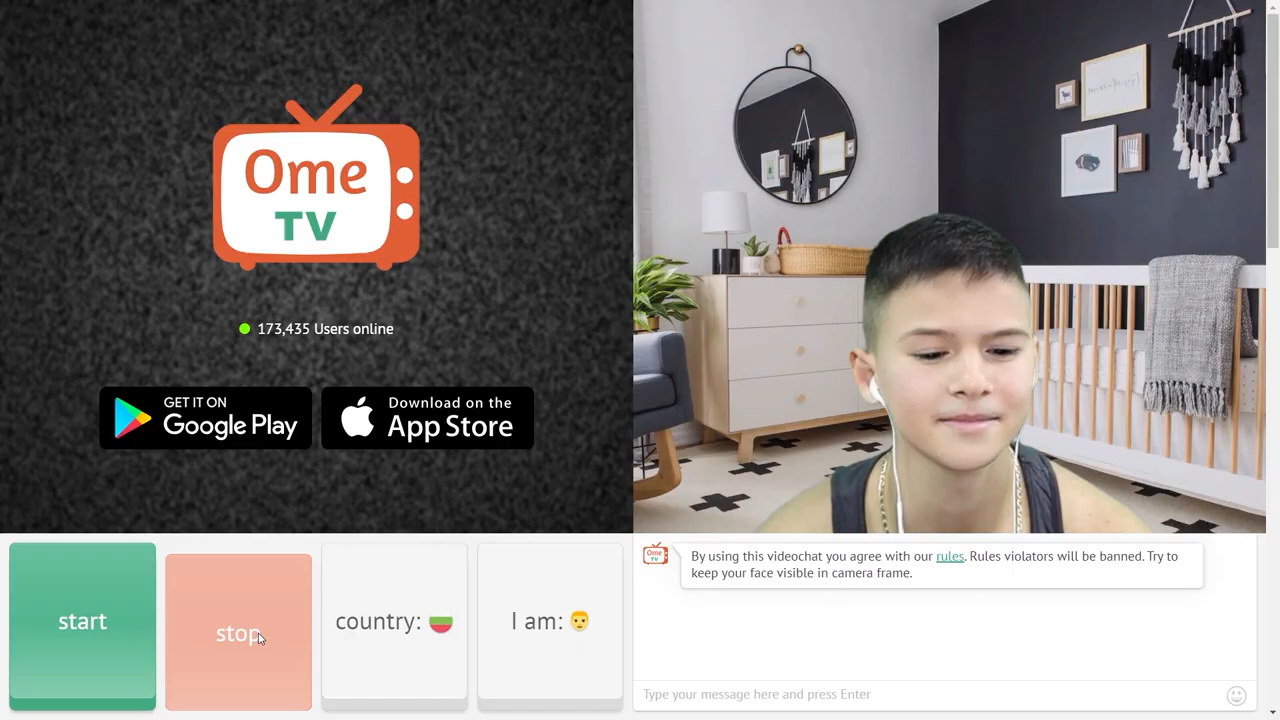 Ome
TV
173,435 Users online
GET IT ON
Google Play
Download on the
App Store
start
stop
country:
I am:
Ome
TV
By using this videochat you agree with our rules. Rules violators will be banned. Try to
keep your face visible in camera frame.
Type your message here and press Enter